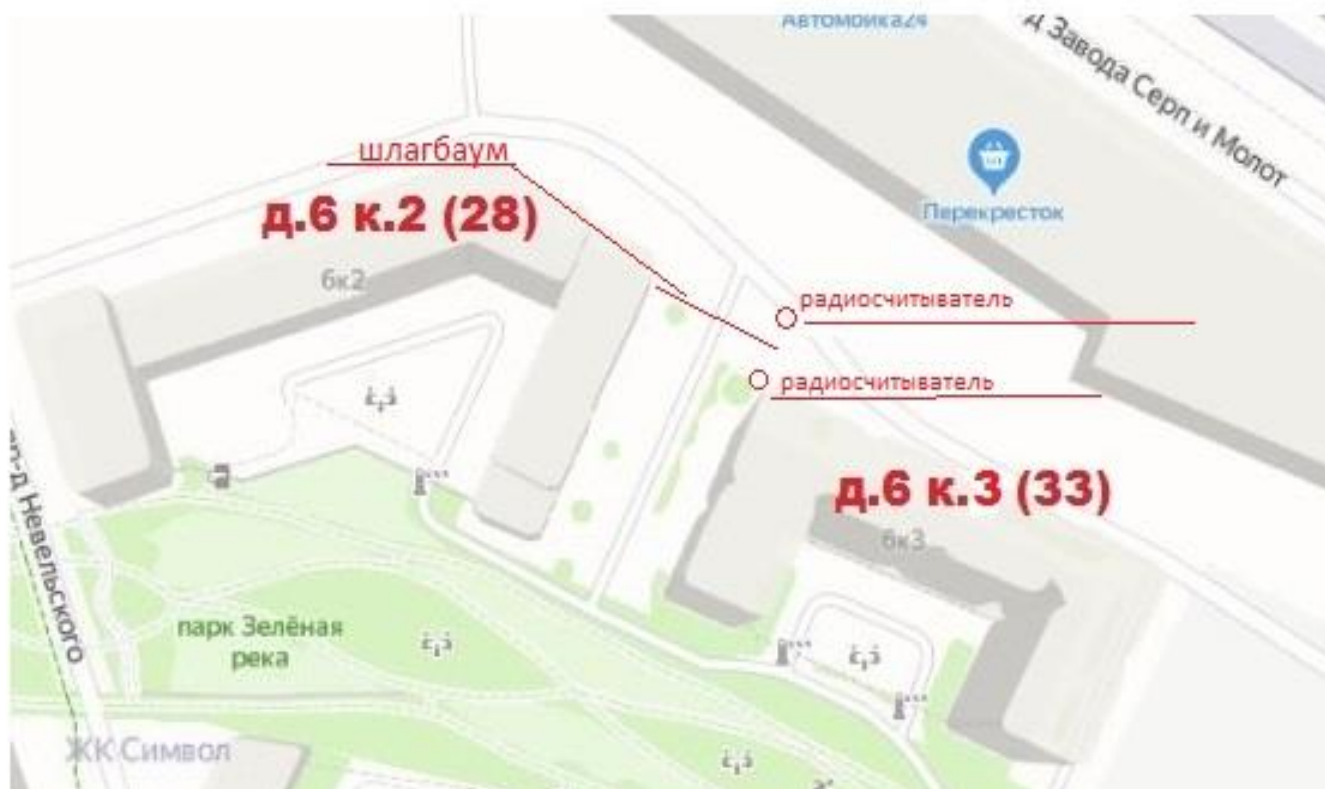 Автомойка24
д Завода Серп и Молот
шлагбаум
Перекресток
д.6 к.2 (28)
6к2
радиосчитыватель
радиосчитыватель
д.6 к.3 (33)
6к3
р-д Невельского
парк Зелёная
река
ЖК Символ